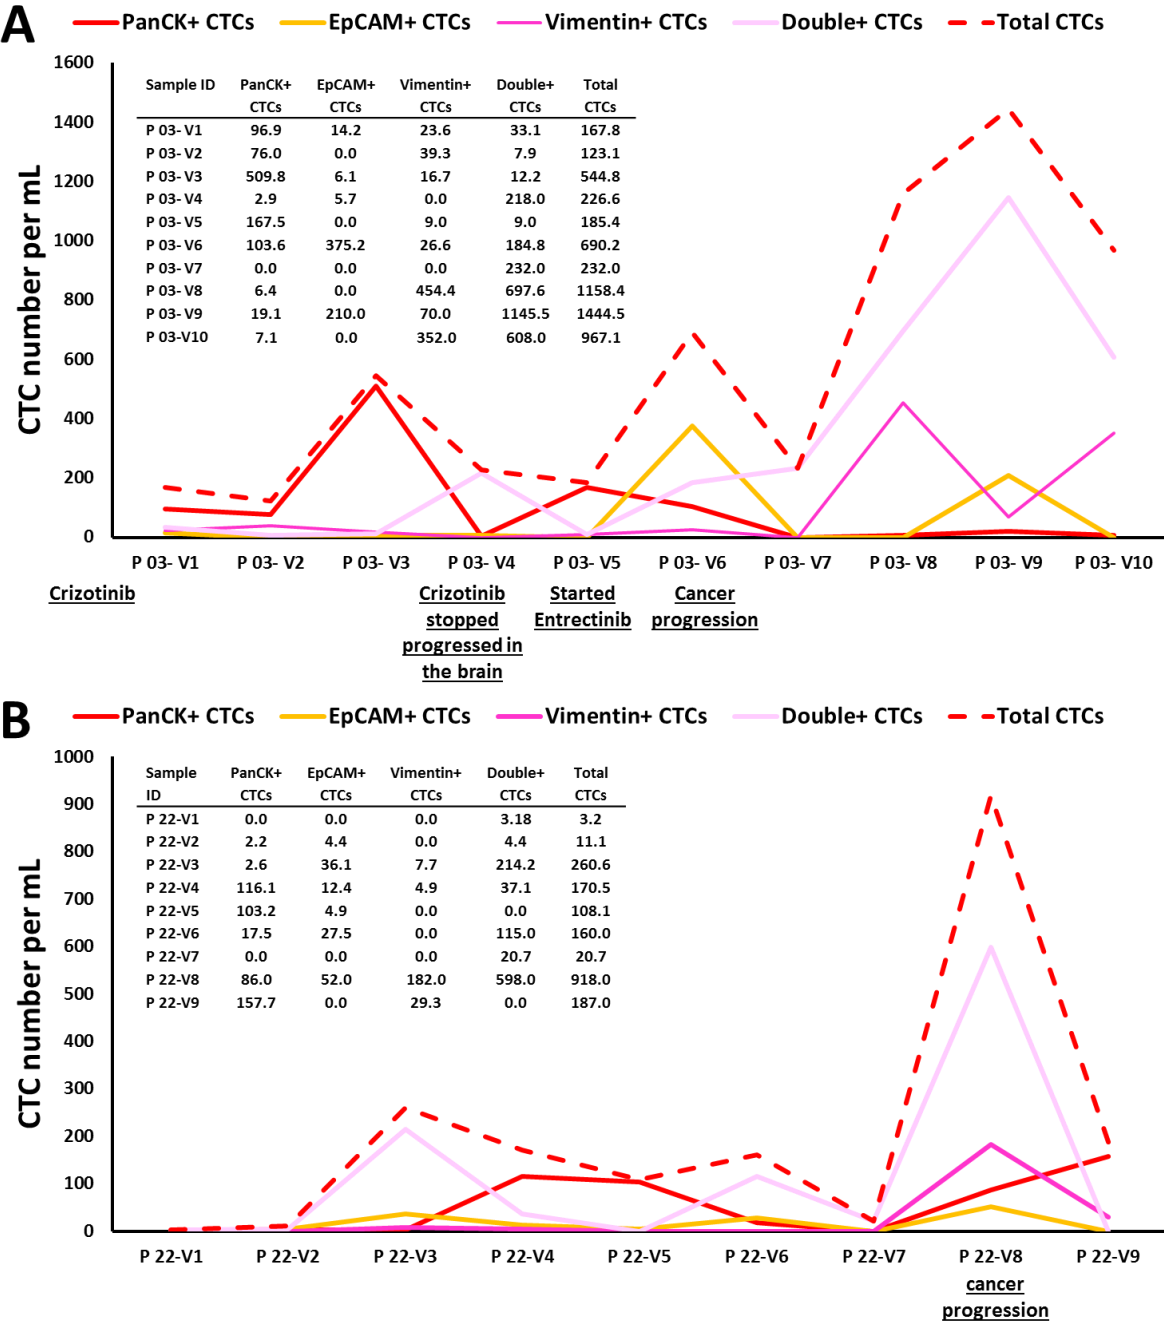 A
PanCK+ CTCs EpCAM+ CTCs Vimentin+ CTCs Double+ CTCs Total CTCs
CTC number per mL
1600
1400
1200
1000
800
600
400
200
0
Sample ID PanCK+ EpCAM+ Vimentin+ Double+ Total
CTCs CTCs CTCs CTCs CTCs
P 03- V1 96.9 14.2 23.6 33.1 167.8
P 03- V2 76.0 0.0 39.3 7.9 123.1
P 03- V3 509.8 6.1 16.7 12.2 544.8
P 03- V4 2.9 5.7 0.0 218.0 226.6
P 03- V5 167.5 0.0 9.0 9.0 185.4
P 03- V6 103.6 375.2 26.6 184.8 690.2
P 03- V7 0.0 0.0 0.0 232.0 232.0
P 03- V8 6.4 0.0 454.4 697.6 1158.4
P 03- V9 19.1 210.0 70.0 1145.5 1444.5
P 03-V10 7.1 0.0 352.0 608.0 967.1
P 03- V1 P 03- V2 P 03- V3 P 03- V4 P 03- V5 P 03- V6 P 03- V7 P 03- V8 P 03- V9 P 03- V10
Crizotinib Crizotinib Started Cancer
stopped Entrectinib progression
progressed in
the brain
B
PanCK+ CTCs EpCAM+ CTCs Vimentin+ CTCs Double+ CTCs Total CTCs
CTC number per mL
1000
900
800
700
600
500
400
300
200
100
0
Sample PanCK+ EpCAM+ Vimentin+ Double+ Total
ID CTCs CTCs CTCs CTCs CTCs
P 22-V1 0.0 0.0 0.0 3.18 3.2
P 22-V2 2.2 4.4 0.0 4.4 11.1
P 22-V3 2.6 36.1 7.7 214.2 260.6
P 22-V4 116.1 12.4 4.9 37.1 170.5
P 22-V5 103.2 4.9 0.0 0.0 108.1
P 22-V6 17.5 27.5 0.0 115.0 160.0
P 22-V7 0.0 0.0 0.0 20.7 20.7
P 22-V8 86.0 52.0 182.0 598.0 918.0
P 22-V9 157.7 0.0 29.3 0.0 187.0
P 22-V1 P 22-V2 P 22-V3 P 22-V4 P 22-V5 P 22-V6 P 22-V7 P 22-V8 P 22-V9
cancer
progression